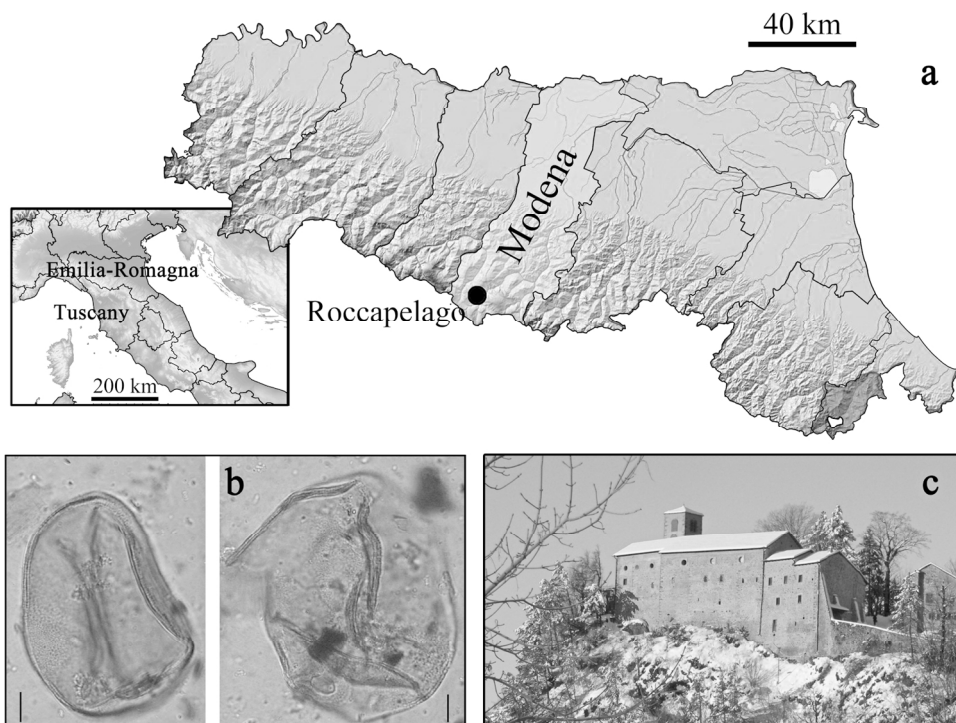 40 km
a
Modena
Roccapelago
Emilia-Romagna
Tuscany
200 km
b
c